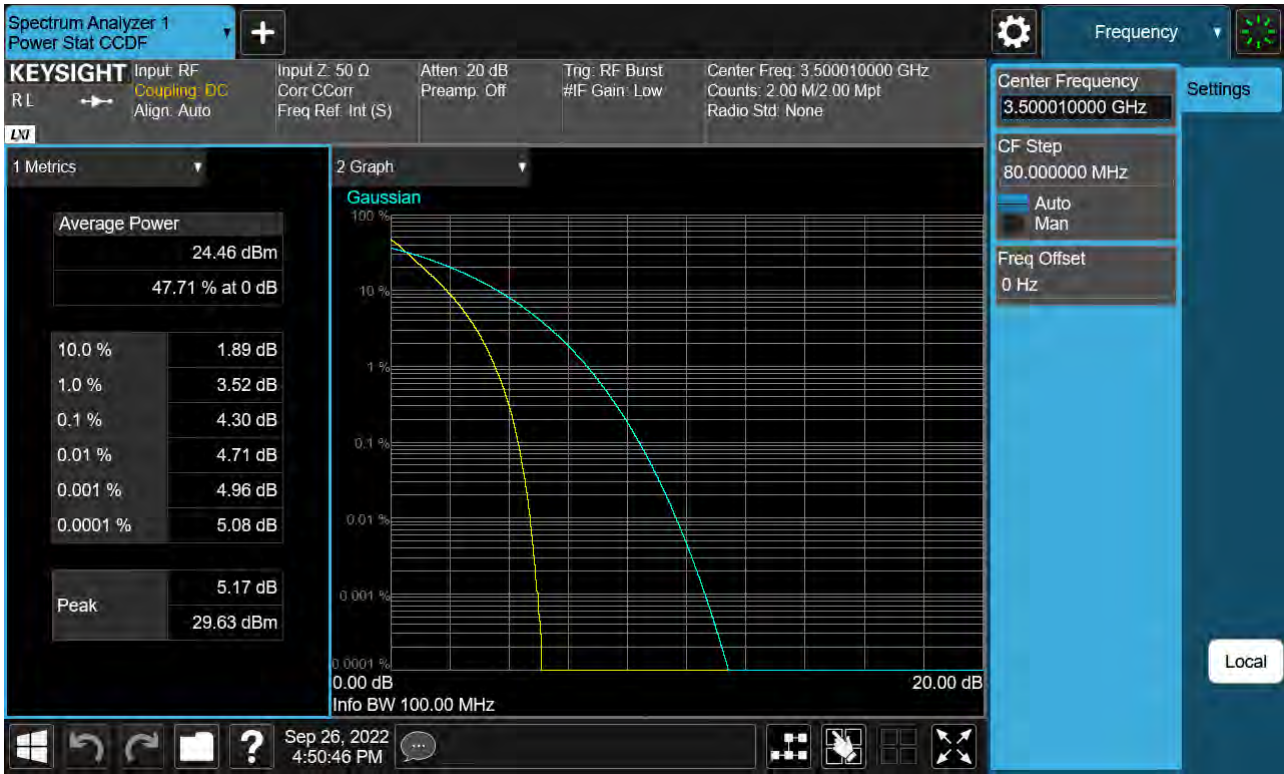 Spectrum Analyzer 1
Power Stat CCDF
+
Frequency
KEYSIGHT
RL
LXI
Input: RF
Coupling: DC
Align: Auto
Input Z: 50 Ω
Corr CCorr
Freq Ref: Int (S)
Atten: 20 dB
Preamp: Off
Trig: RF Burst
#IF Gain: Low
Center Freq: 3.500010000 GHz
Counts: 2.00 M/2.00 Mpt
Radio Std: None
Center Frequency
3.500010000 GHz
Settings
CF Step
80.000000 MHz
Auto
Man
Freq Offset
0 Hz
Local
1 Metrics
Average Power
24.46 dBm
47.71 % at 0 dB
10.0 % 1.89 dB
1.0 % 3.52 dB
0.1 % 4.30 dB
0.01 % 4.71 dB
0.001 % 4.96 dB
0.0001 % 5.08 dB
Peak
5.17 dB
29.63 dBm
2 Graph
Gaussian
100 %
10 %
1 %
0.1 %
0.01 %
0.001 %
0.0001 %
0.00 dB 20.00 dB
Info BW 100.00 MHz
?
Sep 26, 2022
4:50:46 PM